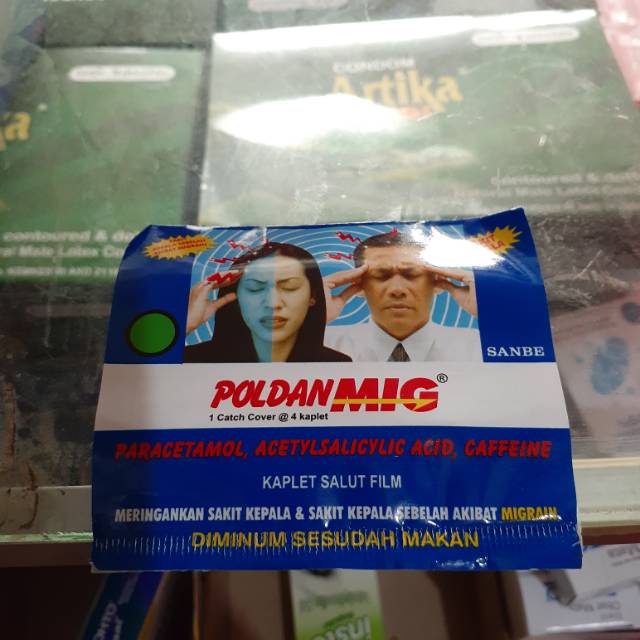 CONDOM
Artika
contoured & d
SANBE
POLDANMIG®
1 Catch Cover @ 4 kaplet
PARACETAMOL, ACETYLSALICYLIC ACID, CAFFEINE
KAPLET SALUT FILM
MERINGANKAN SAKIT KEPALA & SAKIT KEPALA SEBELAH AKIBAT MIGRAIN
DIMINUM SESUDAH MAKAN